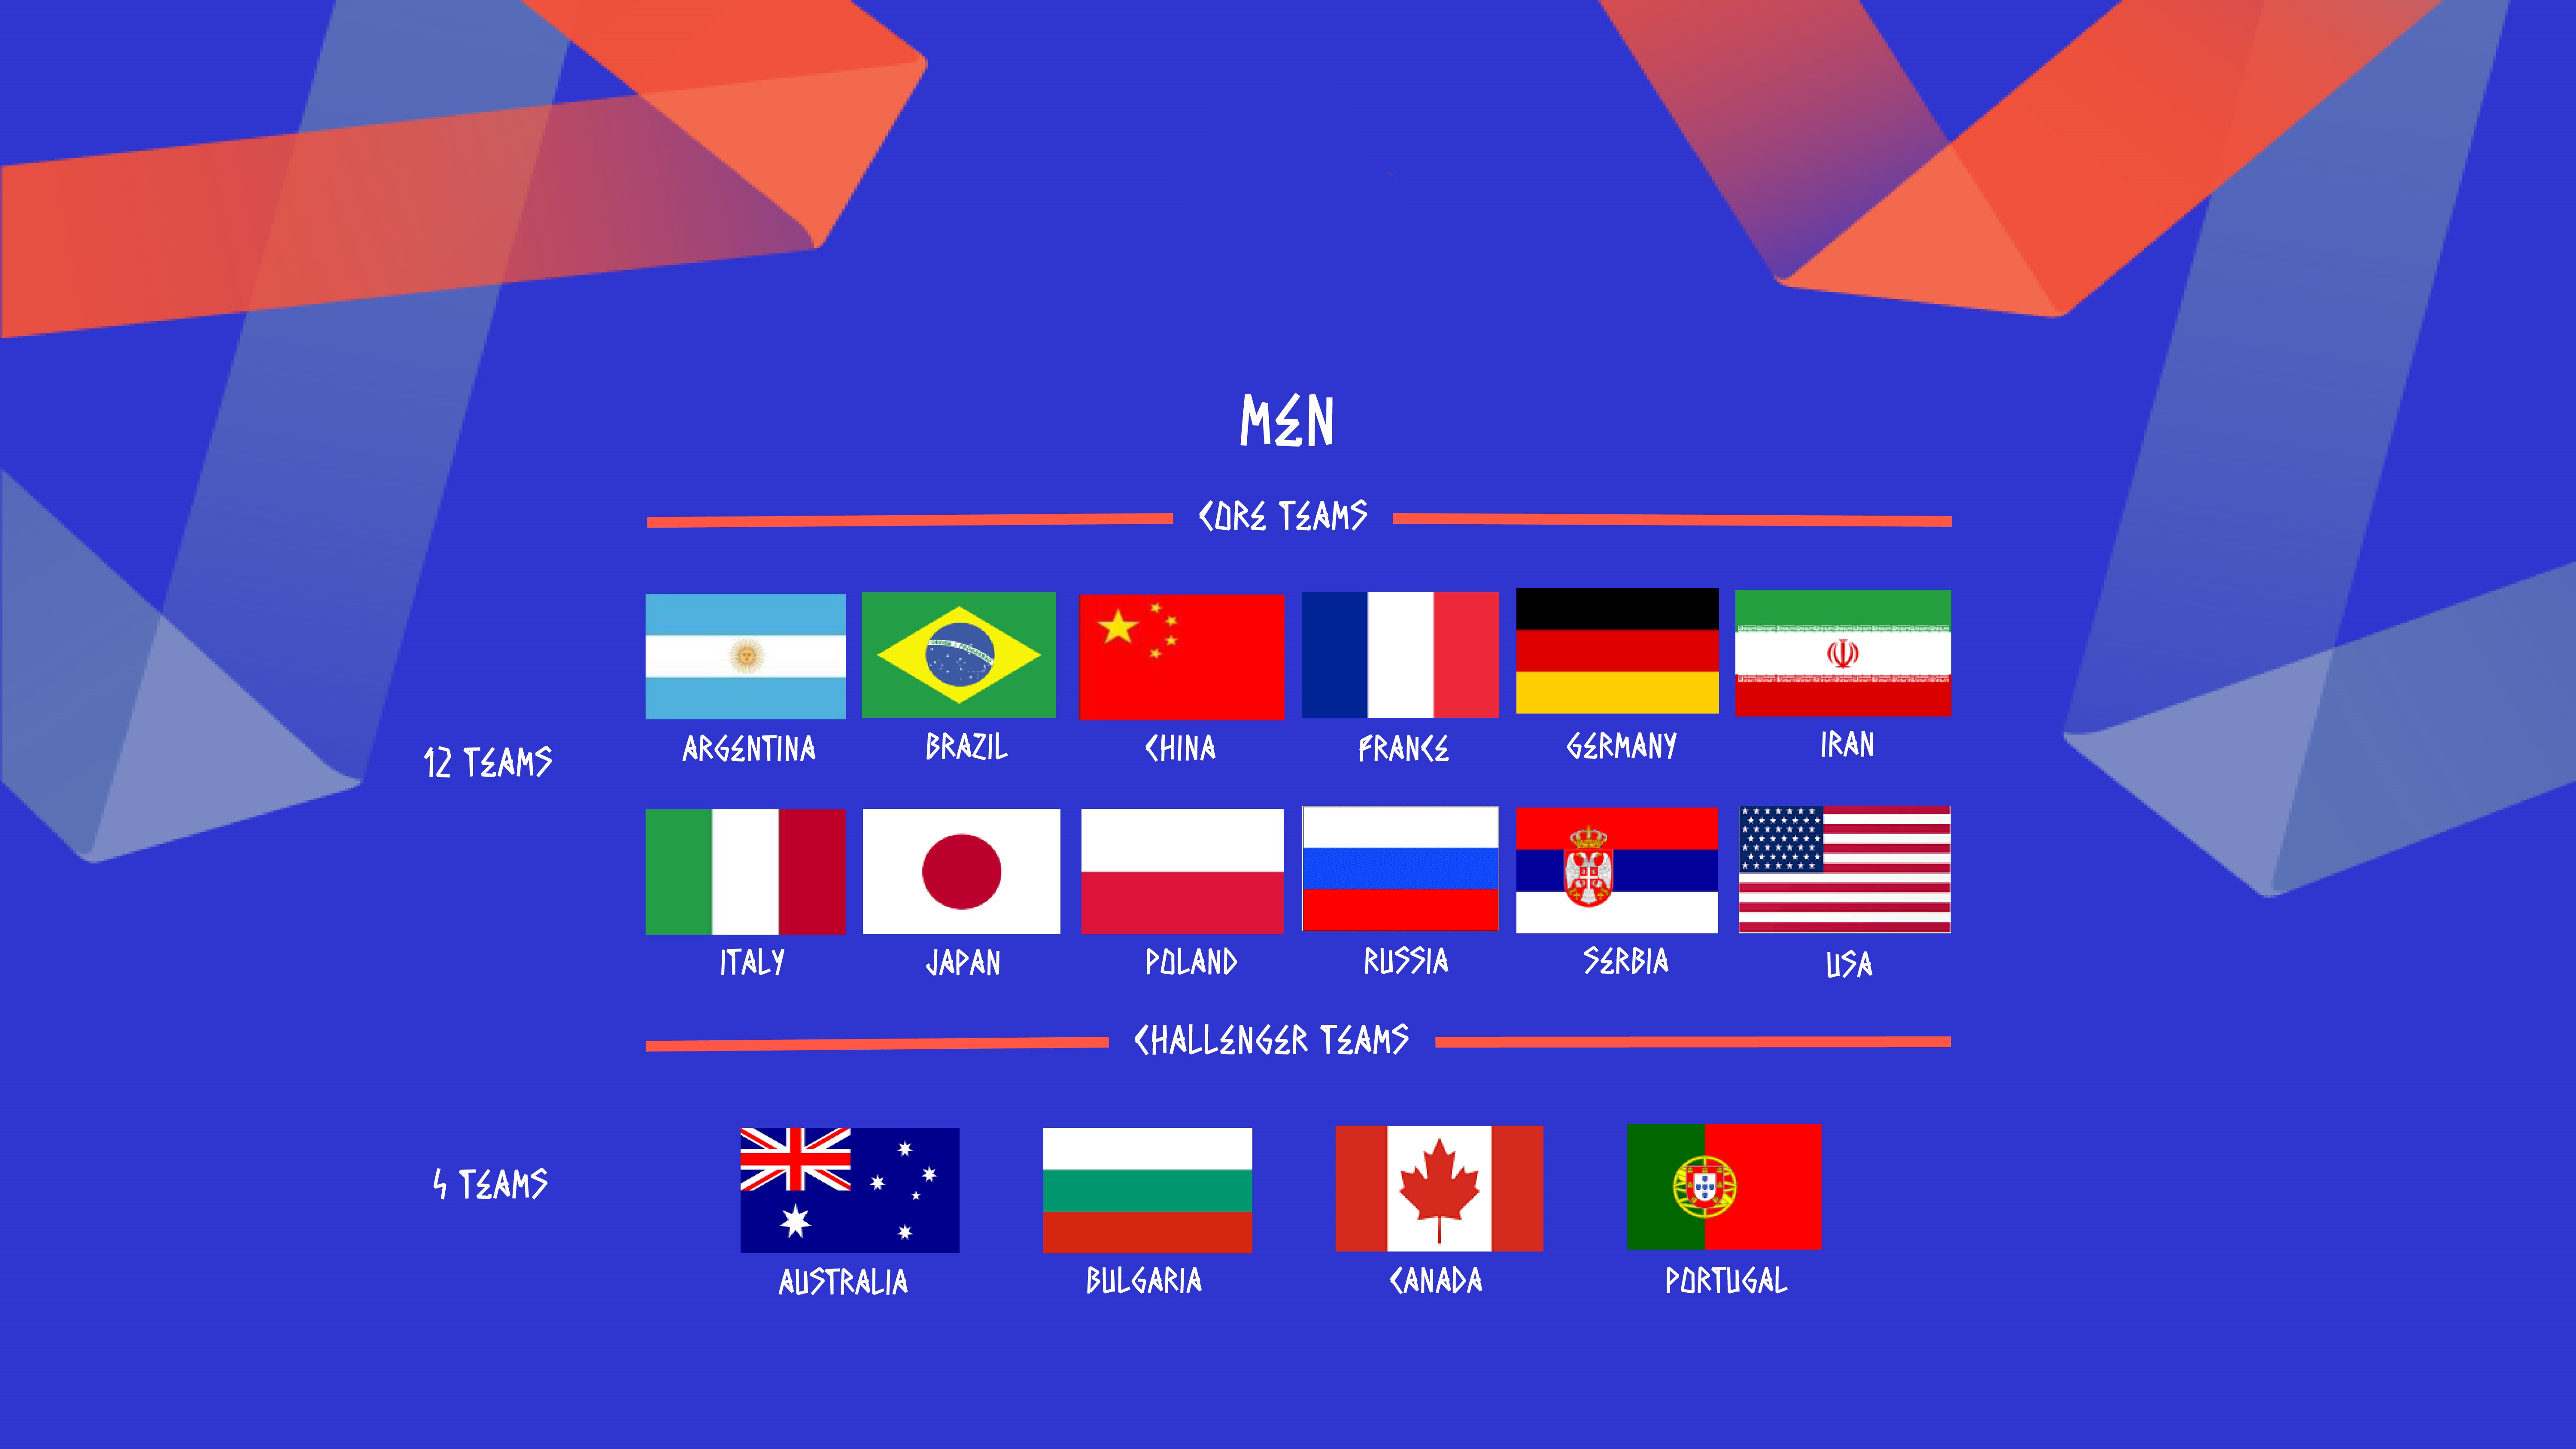 MEN
CORE TEAMS
ARGENTINA BRAZIL CHINA FRANCE GERMANY IRAN
12 TEAMS
ITALY JAPAN POLAND RUSSIA SERBIA USA
CHALLENGER TEAMS
4 TEAMS
AUSTRALIA BULGARIA CANADA PORTUGAL